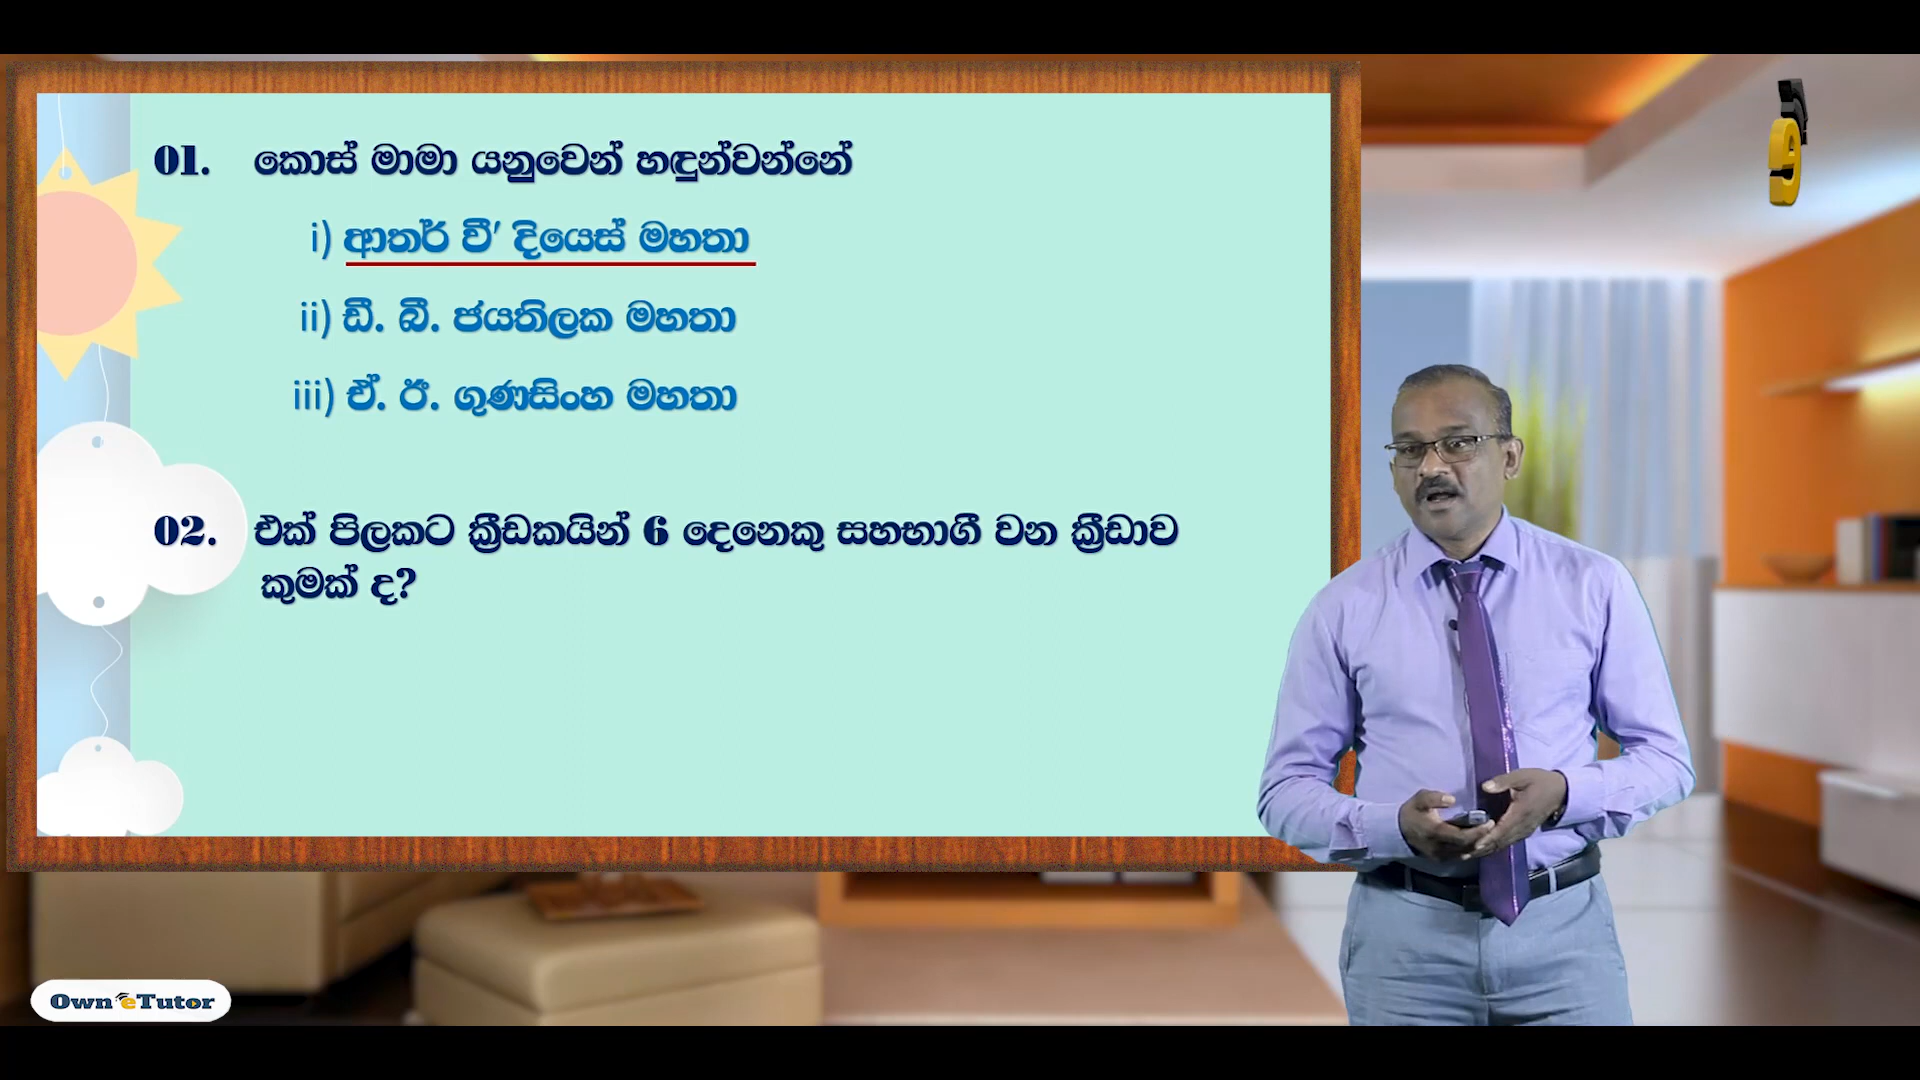 01. කොස් මාමා යනුවෙන් හඳුන්වන්නේ
i) ආතර් වී' දියෙස් මහතා
ii) ඩී. බී. ජයතිලක මහතා
iii) ඒ. ඊ. ගුණසිංහ මහතා
02. එක් පිලකට ක්‍රීඩකයින් 6 දෙනෙකු සහභාගී වන ක්‍රීඩාව
කුමක් ද?
Own eTutor